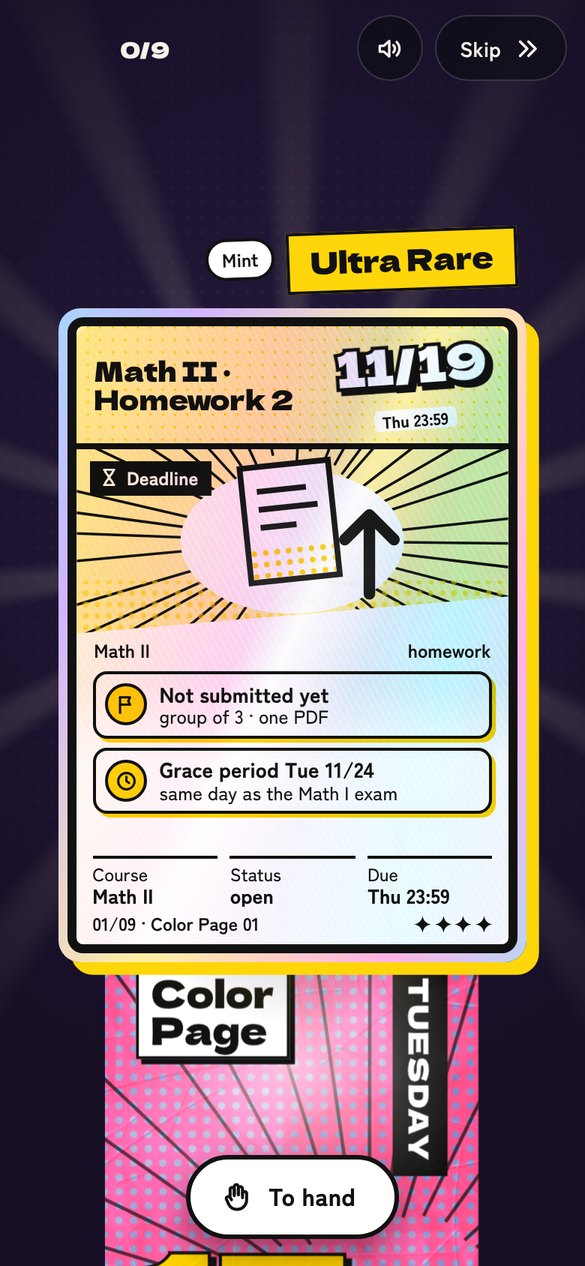 0/9
Skip
Mint
Ultra Rare
Math II ·
Homework 2
11/19
Thu 23:59
Deadline
Math II
homework
Not submitted yet
group of 3 · one PDF
Grace period Tue 11/24
same day as the Math I exam
Course
Math II
Status
open
Due
Thu 23:59
01/09 · Color Page 01
Color
Page
TUESDAY
To hand